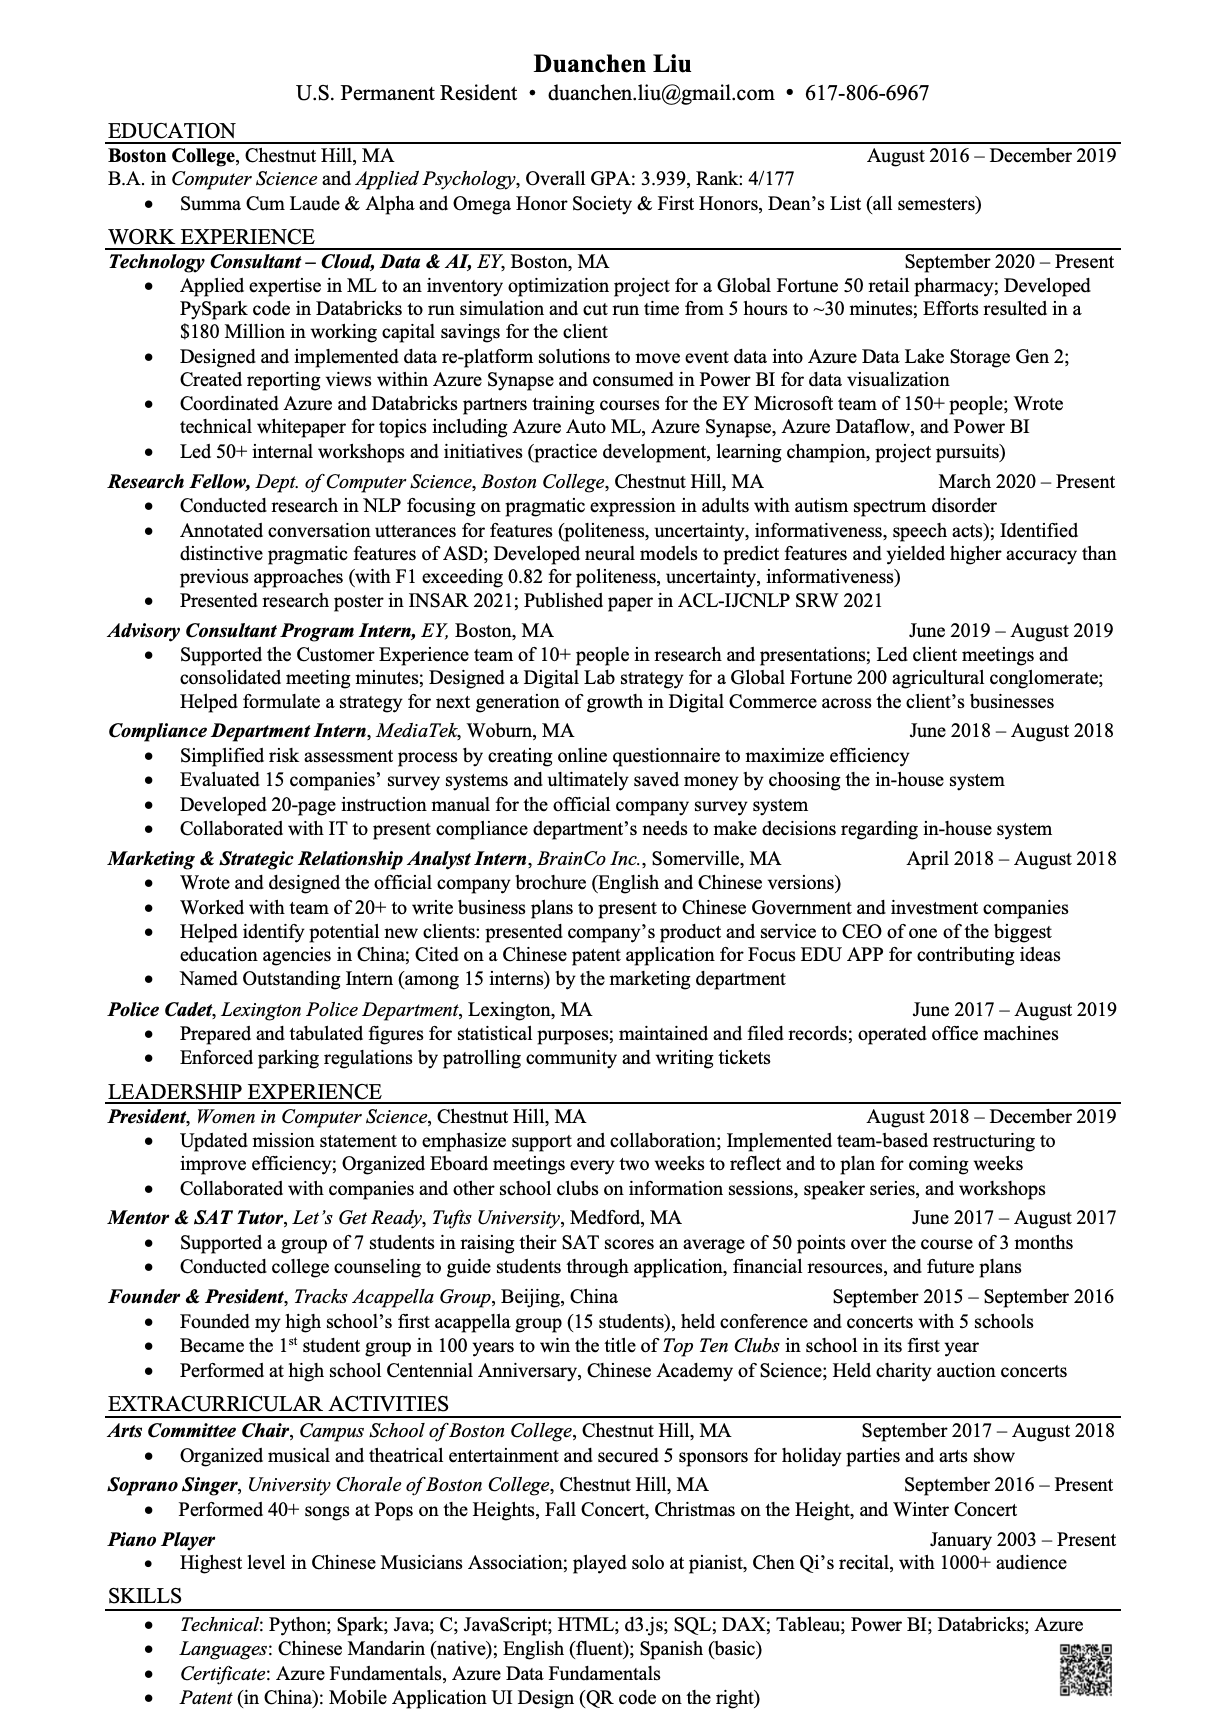 Duanchen Liu
U.S. Permanent Resident • duanchen.liu@gmail.com • 617-806-6967
EDUCATION
Boston College, Chestnut Hill, MA August 2016 – December 2019
B.A. in Computer Science and Applied Psychology, Overall GPA: 3.939, Rank: 4/177
• Summa Cum Laude & Alpha and Omega Honor Society & First Honors, Dean's List (all semesters)
WORK EXPERIENCE
Technology Consultant – Cloud, Data & AI, EY, Boston, MA September 2020 – Present
• Applied expertise in ML to an inventory optimization project for a Global Fortune 50 retail pharmacy; Developed
PySpark code in Databricks to run simulation and cut run time from 5 hours to ~30 minutes; Efforts resulted in a
$180 Million in working capital savings for the client
• Designed and implemented data re-platform solutions to move event data into Azure Data Lake Storage Gen 2;
Created reporting views within Azure Synapse and consumed in Power BI for data visualization
• Coordinated Azure and Databricks partners training courses for the EY Microsoft team of 150+ people; Wrote
technical whitepaper for topics including Azure Auto ML, Azure Synapse, Azure Dataflow, and Power BI
• Led 50+ internal workshops and initiatives (practice development, learning champion, project pursuits)
Research Fellow, Dept. of Computer Science, Boston College, Chestnut Hill, MA March 2020 – Present
• Conducted research in NLP focusing on pragmatic expression in adults with autism spectrum disorder
• Annotated conversation utterances for features (politeness, uncertainty, informativeness, speech acts); Identified
distinctive pragmatic features of ASD; Developed neural models to predict features and yielded higher accuracy than
previous approaches (with F1 exceeding 0.82 for politeness, uncertainty, informativeness)
• Presented research poster in INSAR 2021; Published paper in ACL-IJCNLP SRW 2021
Advisory Consultant Program Intern, EY, Boston, MA June 2019 – August 2019
• Supported the Customer Experience team of 10+ people in research and presentations; Led client meetings and
consolidated meeting minutes; Designed a Digital Lab strategy for a Global Fortune 200 agricultural conglomerate;
Helped formulate a strategy for next generation of growth in Digital Commerce across the client's businesses
Compliance Department Intern, MediaTek, Woburn, MA June 2018 – August 2018
• Simplified risk assessment process by creating online questionnaire to maximize efficiency
• Evaluated 15 companies' survey systems and ultimately saved money by choosing the in-house system
• Developed 20-page instruction manual for the official company survey system
• Collaborated with IT to present compliance department's needs to make decisions regarding in-house system
Marketing & Strategic Relationship Analyst Intern, BrainCo Inc., Somerville, MA April 2018 – August 2018
• Wrote and designed the official company brochure (English and Chinese versions)
• Worked with team of 20+ to write business plans to present to Chinese Government and investment companies
• Helped identify potential new clients: presented company's product and service to CEO of one of the biggest
education agencies in China; Cited on a Chinese patent application for Focus EDU APP for contributing ideas
• Named Outstanding Intern (among 15 interns) by the marketing department
Police Cadet, Lexington Police Department, Lexington, MA June 2017 – August 2019
• Prepared and tabulated figures for statistical purposes; maintained and filed records; operated office machines
• Enforced parking regulations by patrolling community and writing tickets
LEADERSHIP EXPERIENCE
President, Women in Computer Science, Chestnut Hill, MA August 2018 – December 2019
• Updated mission statement to emphasize support and collaboration; Implemented team-based restructuring to
improve efficiency; Organized Eboard meetings every two weeks to reflect and to plan for coming weeks
• Collaborated with companies and other school clubs on information sessions, speaker series, and workshops
Mentor & SAT Tutor, Let's Get Ready, Tufts University, Medford, MA June 2017 – August 2017
• Supported a group of 7 students in raising their SAT scores an average of 50 points over the course of 3 months
• Conducted college counseling to guide students through application, financial resources, and future plans
Founder & President, Tracks Acappella Group, Beijing, China September 2015 – September 2016
• Founded my high school's first acappella group (15 students), held conference and concerts with 5 schools
• Became the 1st student group in 100 years to win the title of Top Ten Clubs in school in its first year
• Performed at high school Centennial Anniversary, Chinese Academy of Science; Held charity auction concerts
EXTRACURRICULAR ACTIVITIES
Arts Committee Chair, Campus School of Boston College, Chestnut Hill, MA September 2017 – August 2018
• Organized musical and theatrical entertainment and secured 5 sponsors for holiday parties and arts show
Soprano Singer, University Chorale of Boston College, Chestnut Hill, MA September 2016 – Present
• Performed 40+ songs at Pops on the Heights, Fall Concert, Christmas on the Height, and Winter Concert
Piano Player January 2003 – Present
• Highest level in Chinese Musicians Association; played solo at pianist, Chen Qi's recital, with 1000+ audience
SKILLS
• Technical: Python; Spark; Java; C; JavaScript; HTML; d3.js; SQL; DAX; Tableau; Power BI; Databricks; Azure
• Languages: Chinese Mandarin (native); English (fluent); Spanish (basic)
• Certificate: Azure Fundamentals, Azure Data Fundamentals
• Patent (in China): Mobile Application UI Design (QR code on the right)